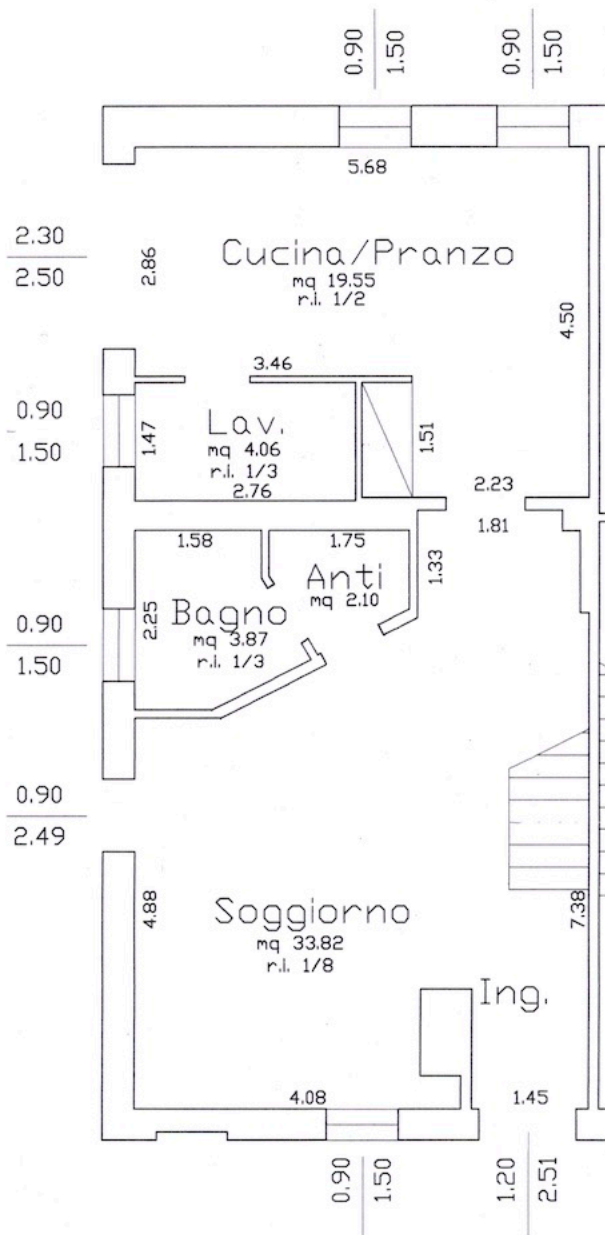 0.90
1.50
0.90
1.50
5.68
2.30
2.50
2.86
Cucina/Pranzo
mq 19.55
r.i. 1/2
4.50
3.46
0.90
1.50
1.47
Lav.
mq 4.06
r.i. 1/3
2.76
1.51
2.23
1.81
1.58
1.75
1.33
Anti
mq 2.10
0.90
1.50
2.25
Bagno
mq 3.87
r.i. 1/3
0.90
2.49
4.88
Soggiorno
mq 33.82
r.i. 1/8
7.38
Ing.
4.08
1.45
0.90
1.50
1.20
2.51